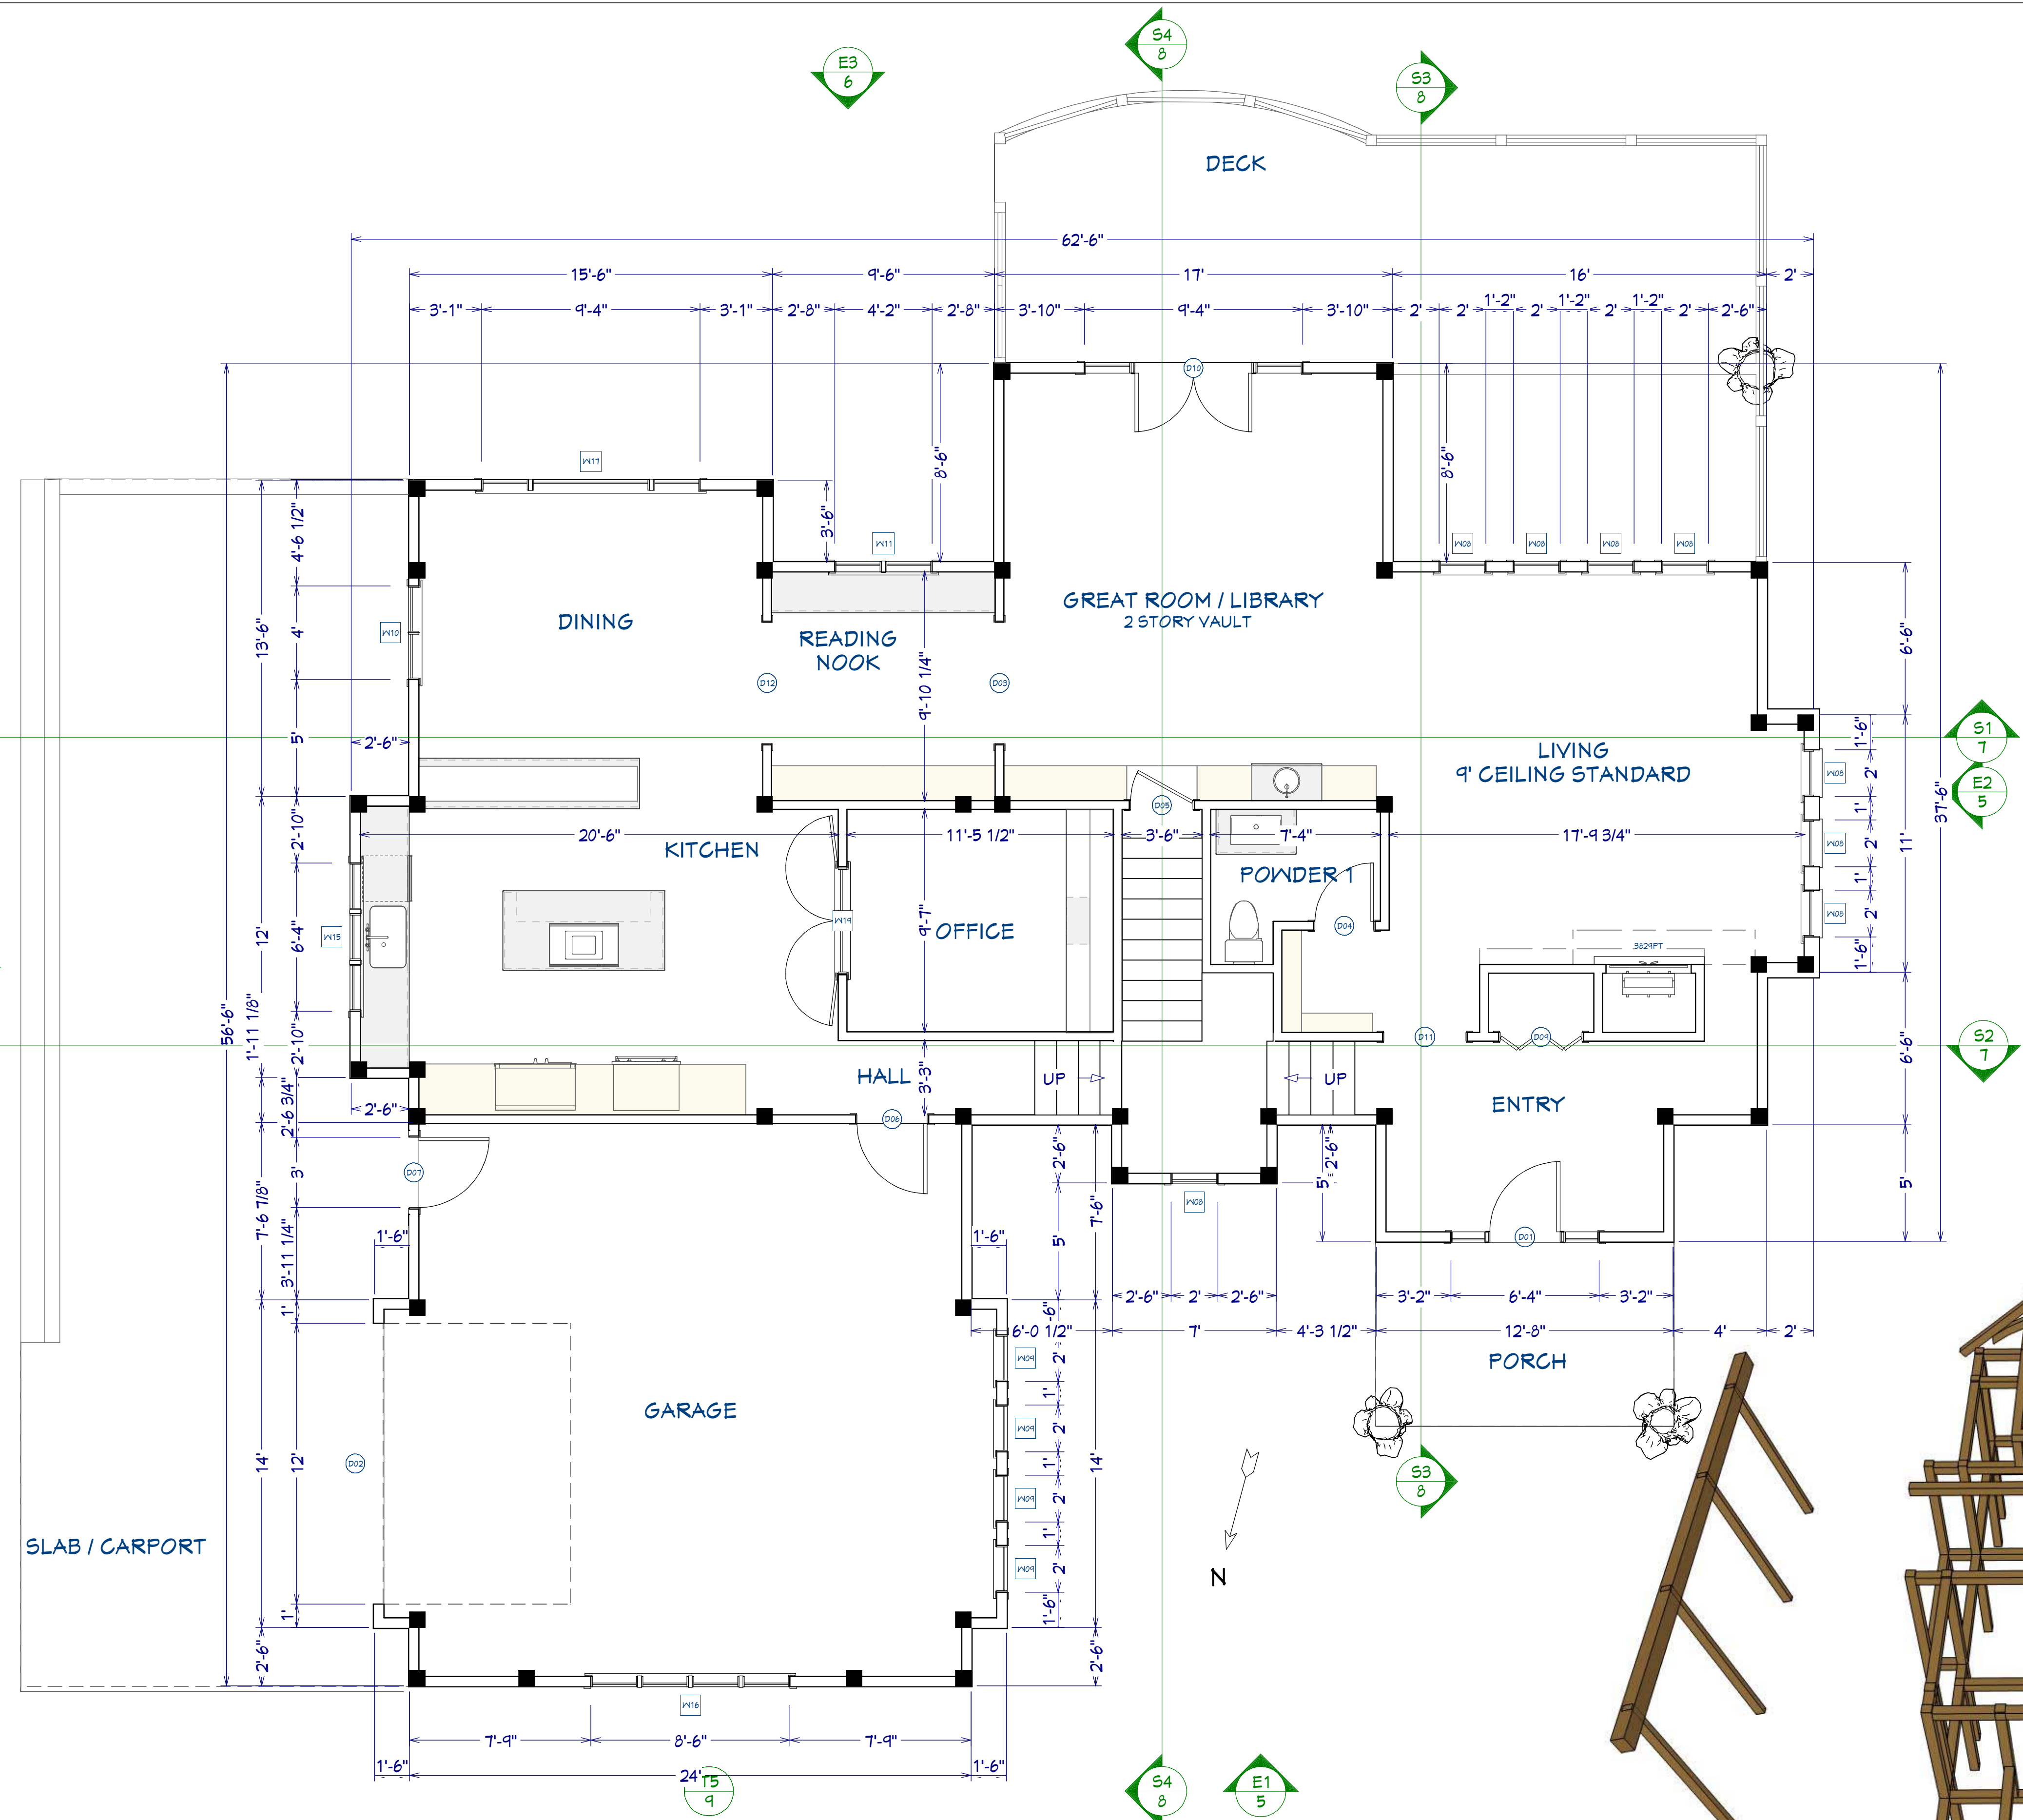 S4
8
E3
6
S3
8
DECK
62'-6"
15'-6"
9'-6"
17'
16'
2'
3'-1"
9'-4"
3'-1"
2'-8"
4'-2"
2'-8"
3'-10"
9'-4"
3'-10"
2'
2'
1'-2"
2'
1'-2"
2'
1'-2"
2'
2'-6"
D10
W17
8'-6"
8'-6"
3'-6"
W11
W08
W08
W08
W08
4'-6 1/2"
13'-6"
4'
W10
5'
2'-6"
DINING
READING
NOOK
GREAT ROOM / LIBRARY
2 STORY VAULT
D12
D03
9'-10 1/4"
6'-6"
37'-6"
S1
7
E2
5
LIVING
9' CEILING STANDARD
1'-6"
2'
1'
2'
1'
2'
1'-6"
11'
W08
W08
W08
D05
20'-6"
11'-5 1/2"
3'-6"
7'-4"
17'-9 3/4"
KITCHEN
POWDER 1
OFFICE
9'-7"
W19
D04
W15
2'-10"
6'-4"
12'
2'-10"
1'-11 1/8"
56'-6"
.3829PT
D11
D09
S2
7
6'-6"
HALL
3'-3"
UP
UP
ENTRY
2'-6"
2'-6 3/4"
D06
D07
3'
7'-6 7/8"
3'-11 1/4"
1'-6"
1'-6"
2'-6"
7'-6"
5'
2'-6"
5'
5'
W08
D01
2'-6"
2'
2'-6"
3'-2"
6'-4"
3'-2"
6'-0 1/2"
7'
4'-3 1/2"
12'-8"
4'
2'
PORCH
1'
12'
14'
1'
2'-6"
D02
GARAGE
W09
W09
W09
W09
2'
1'
2'
1'
2'
1'
2'
1'-6"
14'
2'-6"
S3
8
N
SLAB / CARPORT
W16
7'-9"
8'-6"
7'-9"
1'-6"
24'
1'-6"
9
S4
8
E1
5